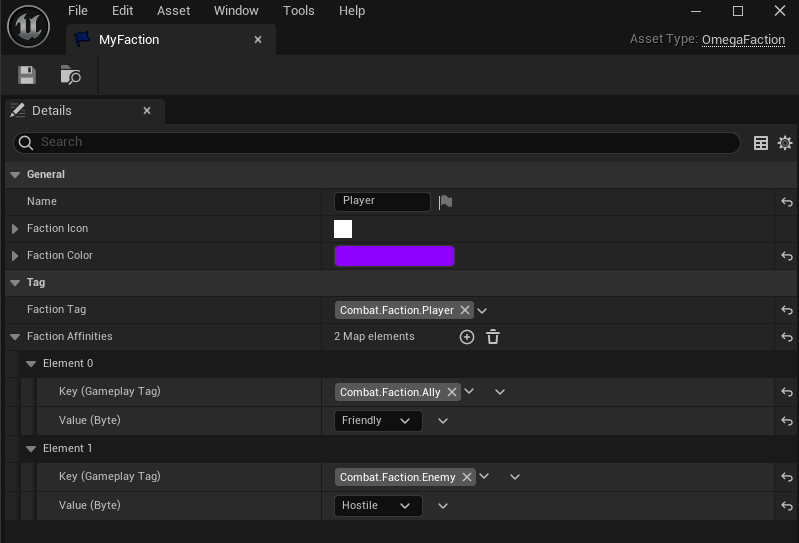 File Edit Asset Window Tools Help
MyFaction
Asset Type: OmegaFaction
Details
Search
General
Name Player
Faction Icon
Faction Color
Tag
Faction Tag Combat.Faction.Player
Faction Affinities 2 Map elements
Element 0
Key (Gameplay Tag) Combat.Faction.Ally
Value (Byte) Friendly
Element 1
Key (Gameplay Tag) Combat.Faction.Enemy
Value (Byte) Hostile